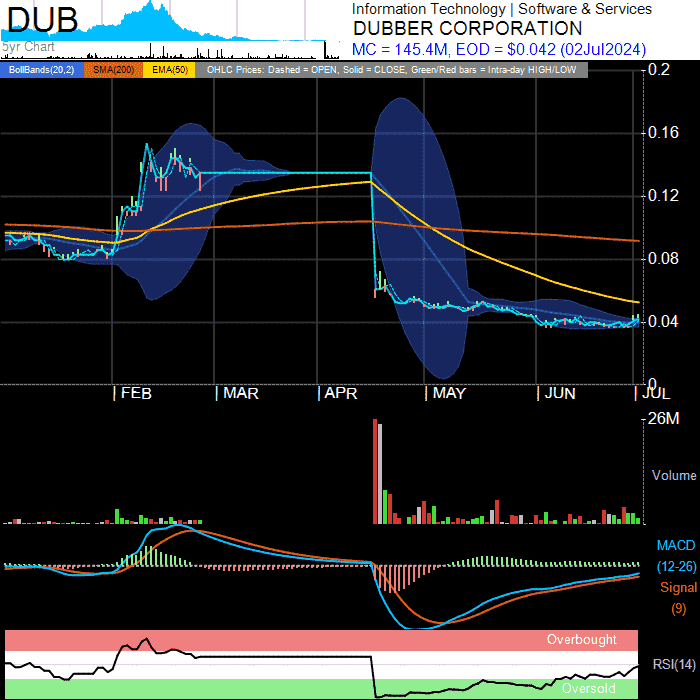 DUB
Information Technology | Software & Services
DUBBER CORPORATION
MC = 145.4M, EOD = $0.042 (02Jul2024)
5yr Chart
BollBands(20,2) SMA(200) EMA(50) OHLC Prices: Dashed = OPEN, Solid = CLOSE, Green/Red bars = Intra-day HIGH/LOW
0.2
0.16
0.12
0.08
0.04
0
FEB MAR APR MAY JUN JUL
26M
Volume
MACD
(12-26)
Signal
(9)
Overbought
RSI(14)
Oversold